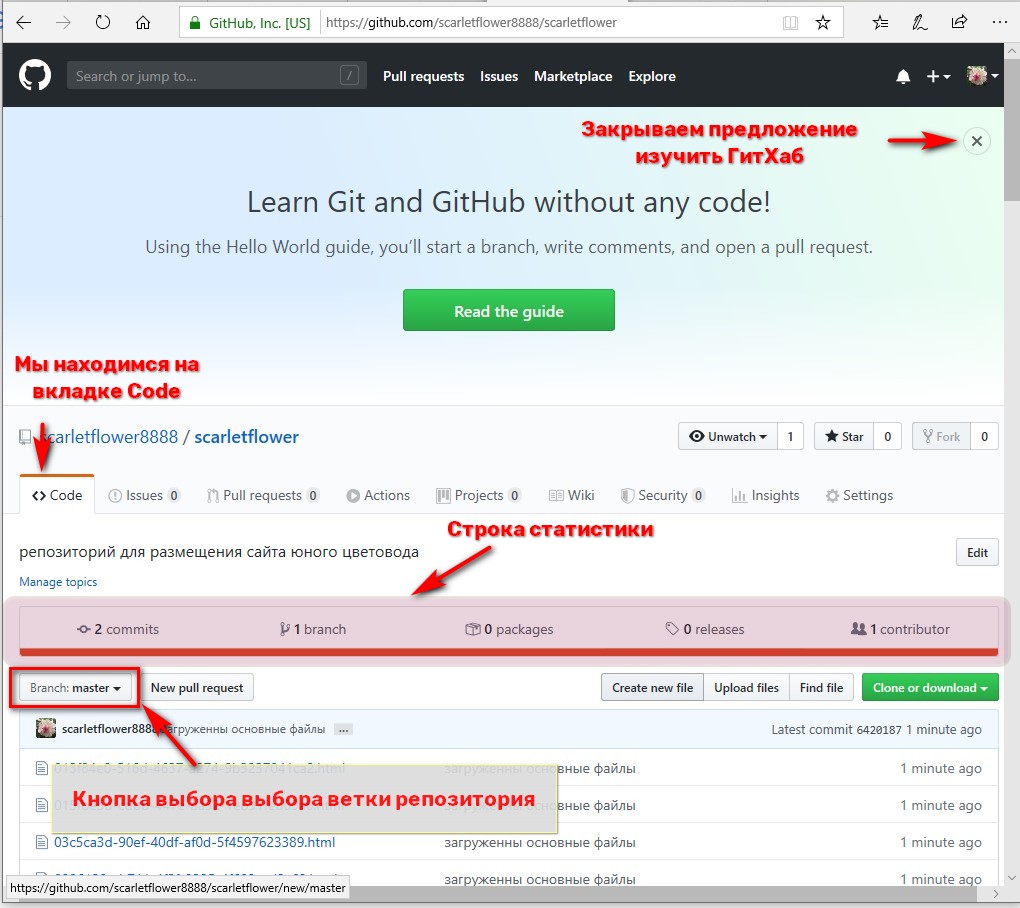 GitHub, Inc. [US] https://github.com/scarletflower8888/scarletflower
Search or jump to... / Pull requests Issues Marketplace Explore
Закрываем предложение
изучить ГитХаб
Learn Git and GitHub without any code!
Using the Hello World guide, you’ll start a branch, write comments, and open a pull request.
Read the guide
Мы находимся на
вкладке Code
scarletflower8888 / scarletflower Unwatch 1 Star 0 Fork 0
Code Issues 0 Pull requests 0 Actions Projects 0 Wiki Security 0 Insights Settings
Строка статистики
репозиторий для размещения сайта юного цветовода Edit
Manage topics
2 commits 1 branch 0 packages 0 releases 1 contributor
Branch: master New pull request Create new file Upload files Find file Clone or download
scarletflower8888 загруженны основные файлы ... Latest commit 6420187 1 minute ago
загруженны основные файлы 1 minute ago
Кнопка выбора выбора ветки репозитория
файлы 1 minute ago
03c5ca3d-90ef-40df-af0d-5f4597623389.html загруженны основные файлы 1 minute ago
загруженны основные файлы 1 minute ago
https://github.com/scarletflower8888/scarletflower/new/master